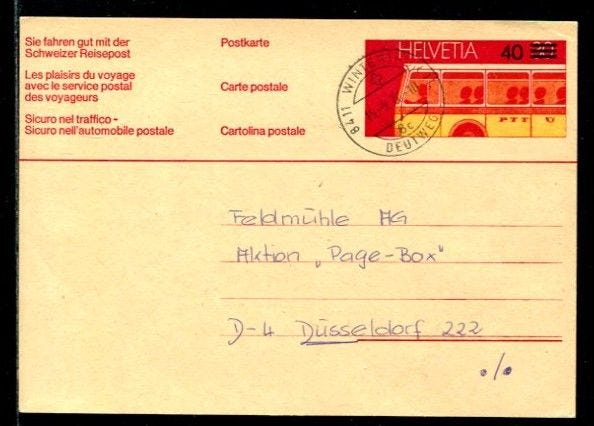 Sie fahren gut mit der
Schweizer Reisepost
Postkarte
Les plaisirs du voyage
avec le service postal
des voyageurs
Carte postale
Sicuro nel traffico -
Sicuro nell'automobile postale
Cartolina postale
HELVETIA 40
PTT
8411 WINTERTHUR
DEUTWEG
Feldmühle AG
Aktion „Page-Box"
D-4 Düsseldorf 222
·/·